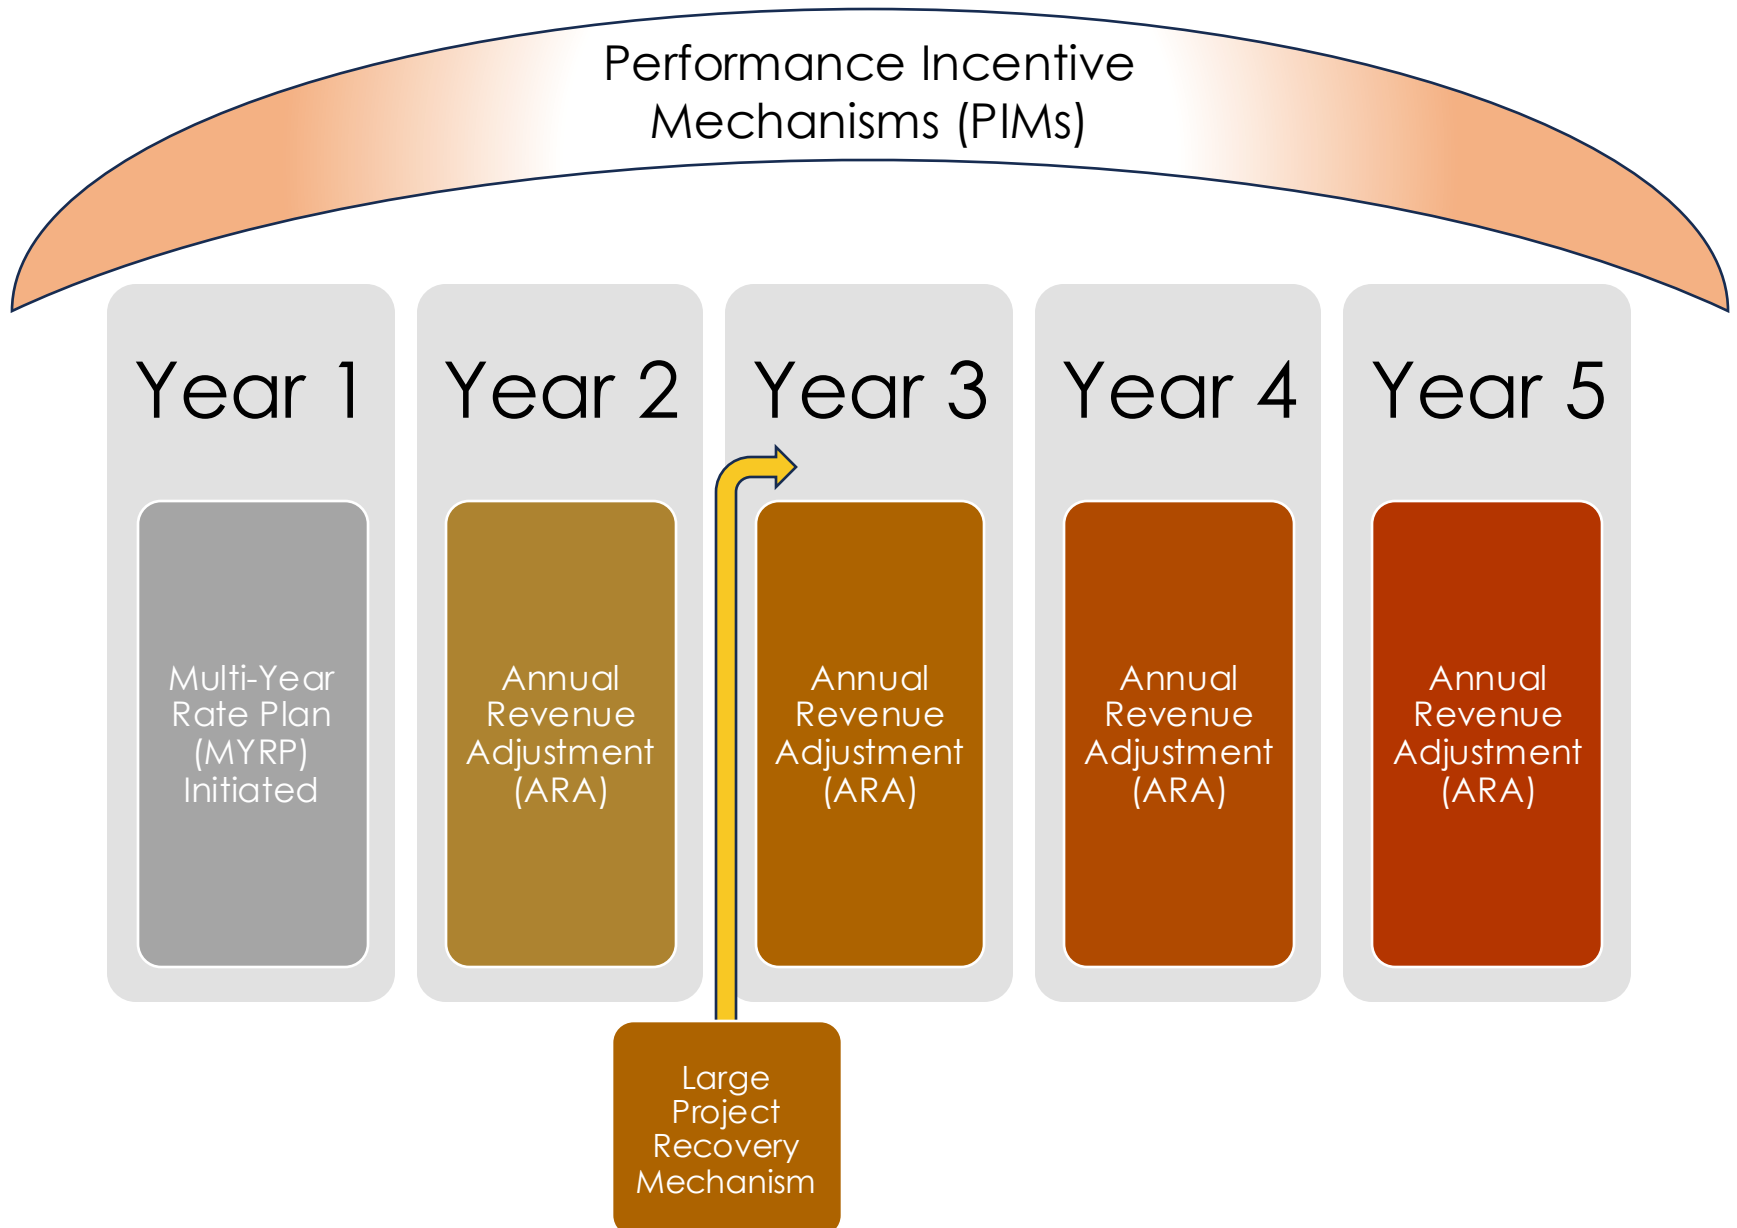 Performance Incentive
Mechanisms (PIMs)
Year 1
Year 2
Year 3
Year 4
Year 5
Multi-Year
Rate Plan
(MYRP)
Initiated
Annual
Revenue
Adjustment
(ARA)
Annual
Revenue
Adjustment
(ARA)
Annual
Revenue
Adjustment
(ARA)
Annual
Revenue
Adjustment
(ARA)
Large
Project
Recovery
Mechanism